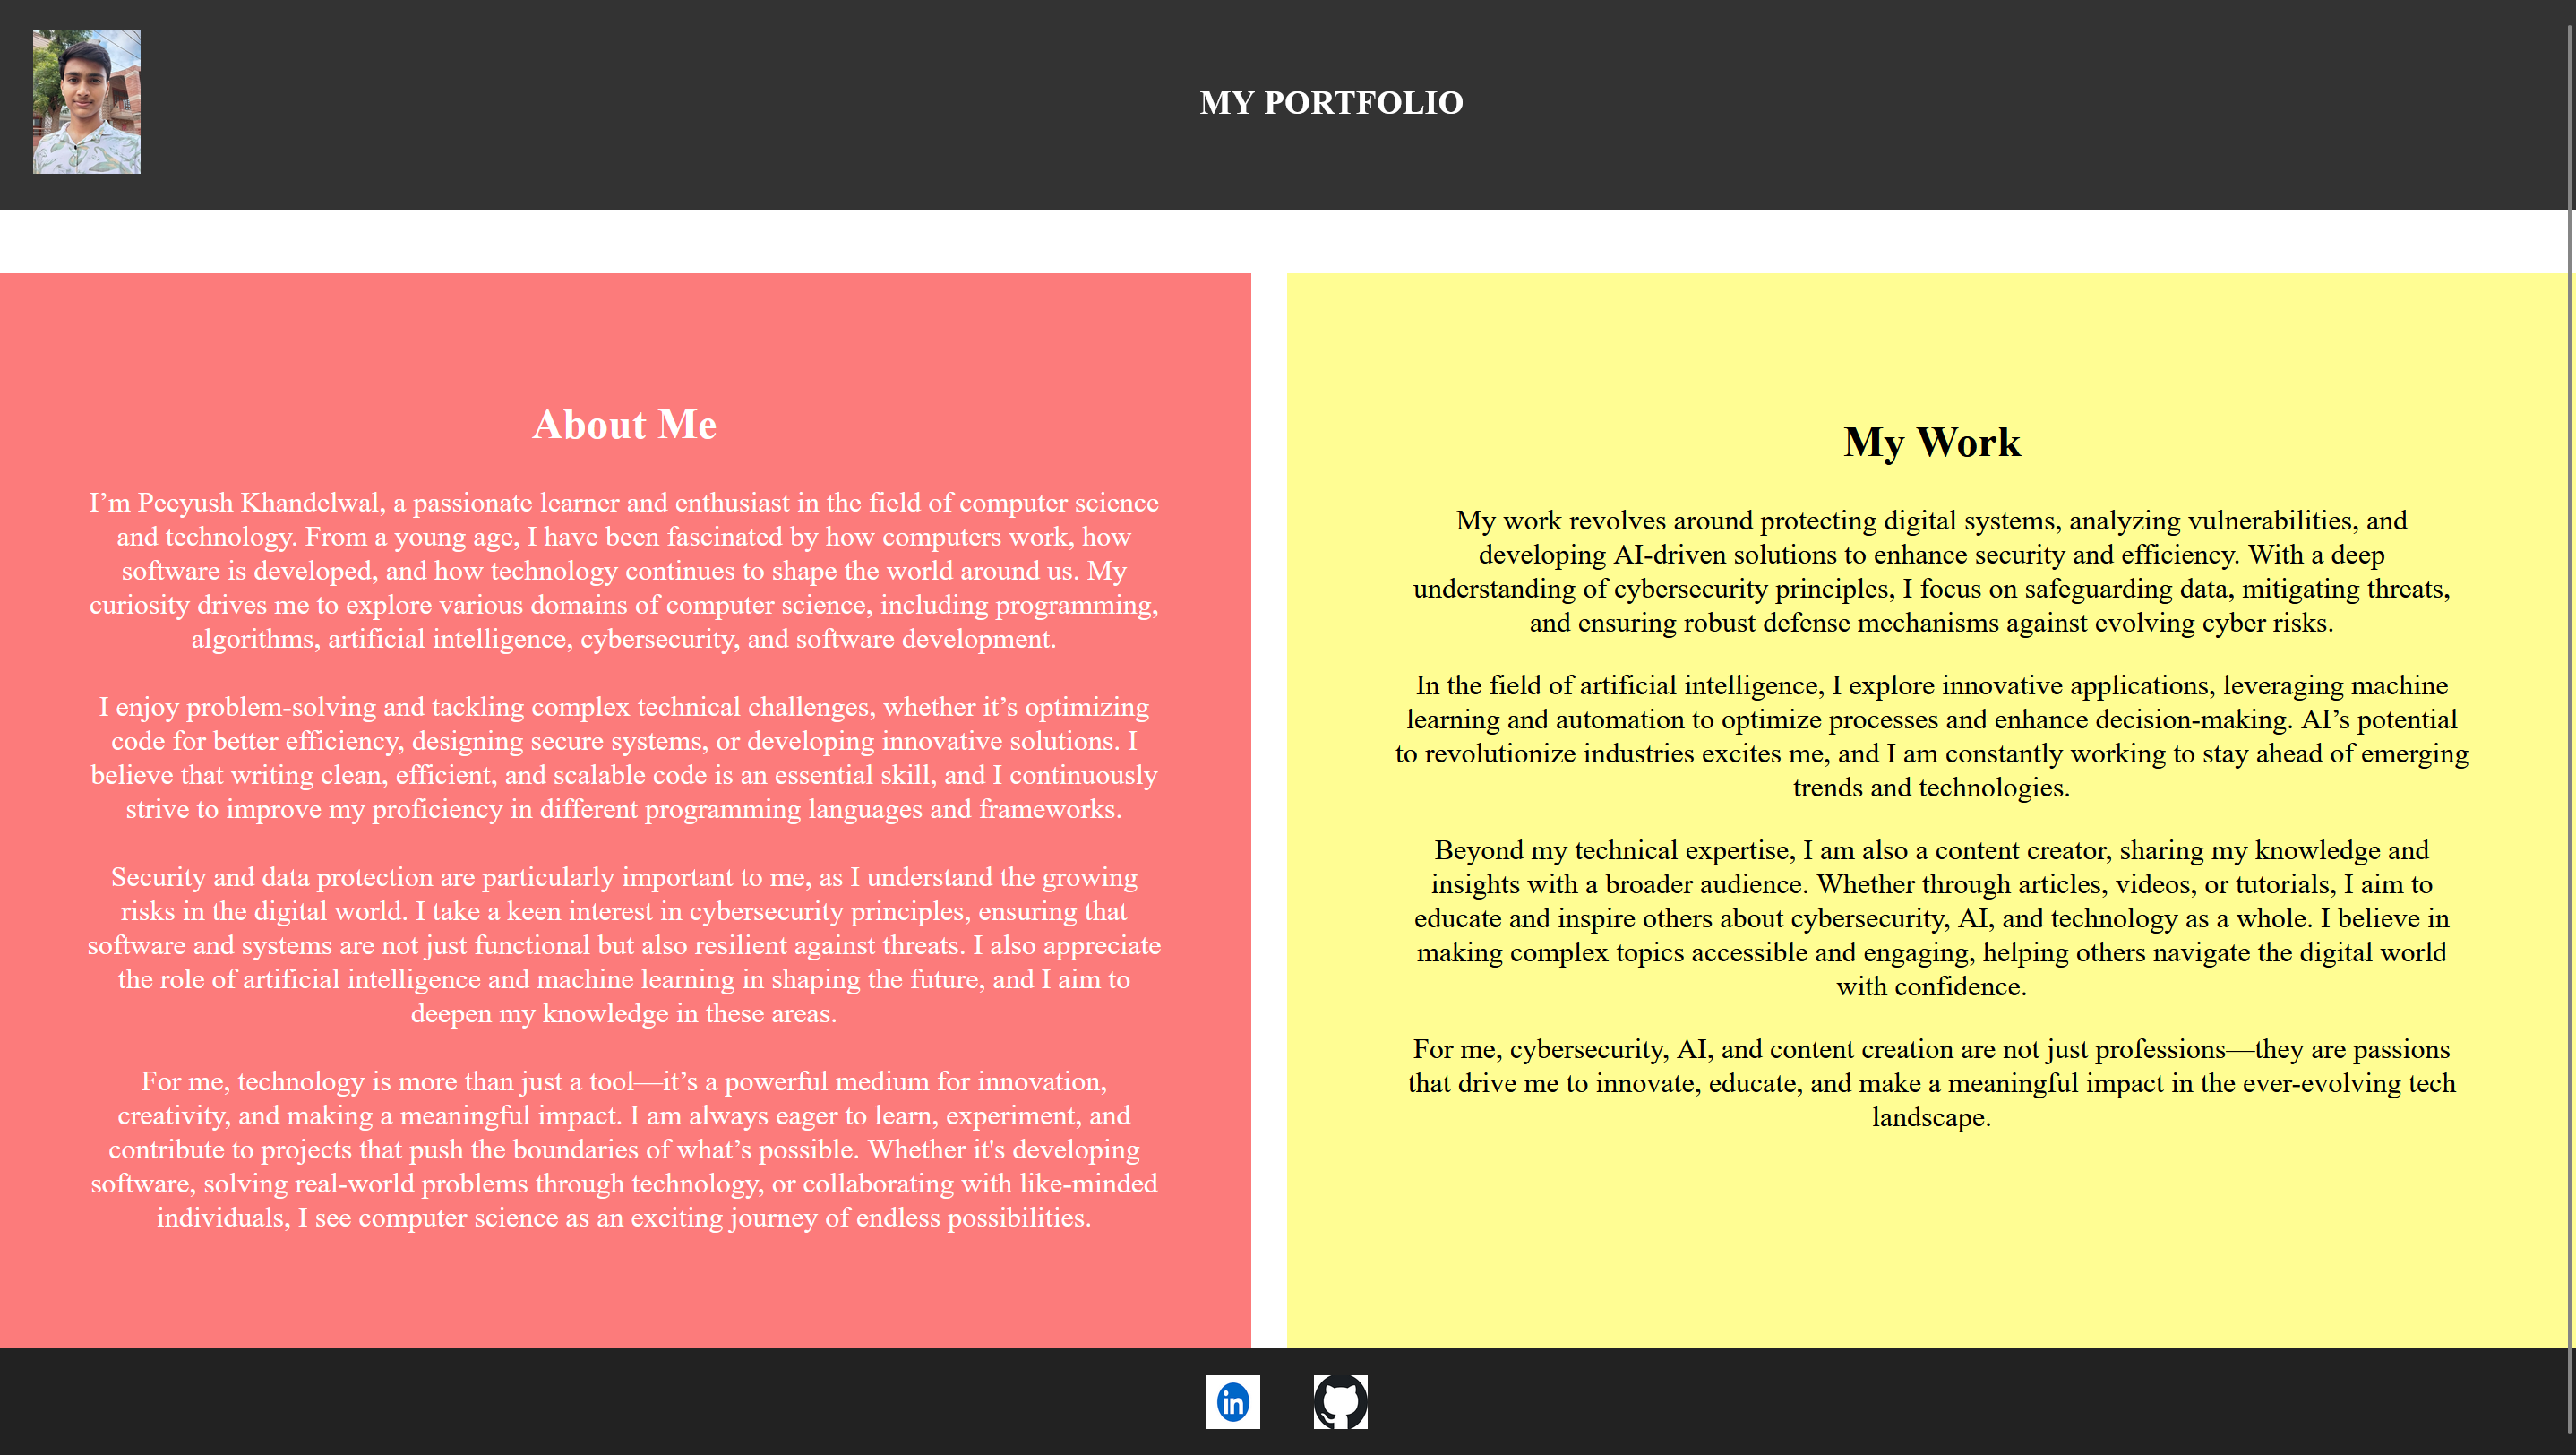 MY PORTFOLIO
About Me
I’m Peeyush Khandelwal, a passionate learner and enthusiast in the field of computer science
and technology. From a young age, I have been fascinated by how computers work, how
software is developed, and how technology continues to shape the world around us. My
curiosity drives me to explore various domains of computer science, including programming,
algorithms, artificial intelligence, cybersecurity, and software development.
I enjoy problem-solving and tackling complex technical challenges, whether it’s optimizing
code for better efficiency, designing secure systems, or developing innovative solutions. I
believe that writing clean, efficient, and scalable code is an essential skill, and I continuously
strive to improve my proficiency in different programming languages and frameworks.
Security and data protection are particularly important to me, as I understand the growing
risks in the digital world. I take a keen interest in cybersecurity principles, ensuring that
software and systems are not just functional but also resilient against threats. I also appreciate
the role of artificial intelligence and machine learning in shaping the future, and I aim to
deepen my knowledge in these areas.
For me, technology is more than just a tool—it’s a powerful medium for innovation,
creativity, and making a meaningful impact. I am always eager to learn, experiment, and
contribute to projects that push the boundaries of what’s possible. Whether it's developing
software, solving real-world problems through technology, or collaborating with like-minded
individuals, I see computer science as an exciting journey of endless possibilities.
My Work
My work revolves around protecting digital systems, analyzing vulnerabilities, and
developing AI-driven solutions to enhance security and efficiency. With a deep
understanding of cybersecurity principles, I focus on safeguarding data, mitigating threats,
and ensuring robust defense mechanisms against evolving cyber risks.
In the field of artificial intelligence, I explore innovative applications, leveraging machine
learning and automation to optimize processes and enhance decision-making. AI’s potential
to revolutionize industries excites me, and I am constantly working to stay ahead of emerging
trends and technologies.
Beyond my technical expertise, I am also a content creator, sharing my knowledge and
insights with a broader audience. Whether through articles, videos, or tutorials, I aim to
educate and inspire others about cybersecurity, AI, and technology as a whole. I believe in
making complex topics accessible and engaging, helping others navigate the digital world
with confidence.
For me, cybersecurity, AI, and content creation are not just professions—they are passions
that drive me to innovate, educate, and make a meaningful impact in the ever-evolving tech
landscape.
in